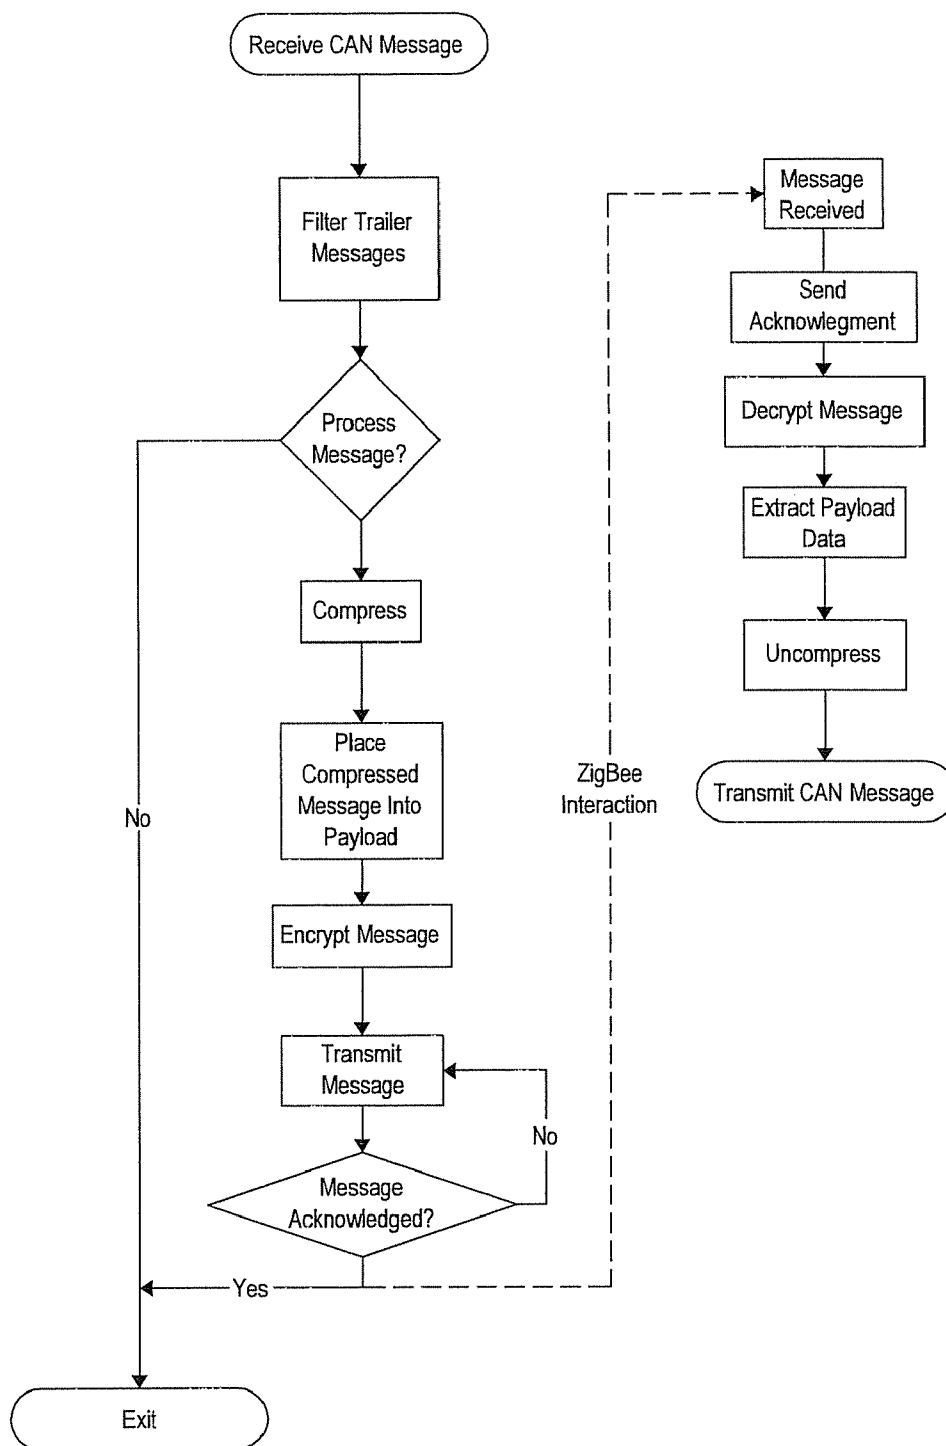 Receive CAN Message
Filter Trailer
Messages
Process
Message?
No
Compress
Place
Compressed
Message Into
Payload
Encrypt Message
Transmit
Message
No
Message
Acknowledged?
Yes
Exit
ZigBee
Interaction
Message
Received
Send
Acknowlegment
Decrypt Message
Extract Payload
Data
Uncompress
Transmit CAN Message